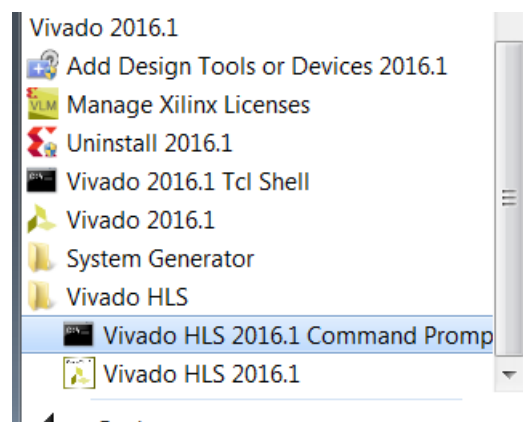 Vivado 2016.1
Add Design Tools or Devices 2016.1
Manage Xilinx Licenses
Uninstall 2016.1
Vivado 2016.1 Tcl Shell
Vivado 2016.1
System Generator
Vivado HLS
Vivado HLS 2016.1 Command Promp
Vivado HLS 2016.1